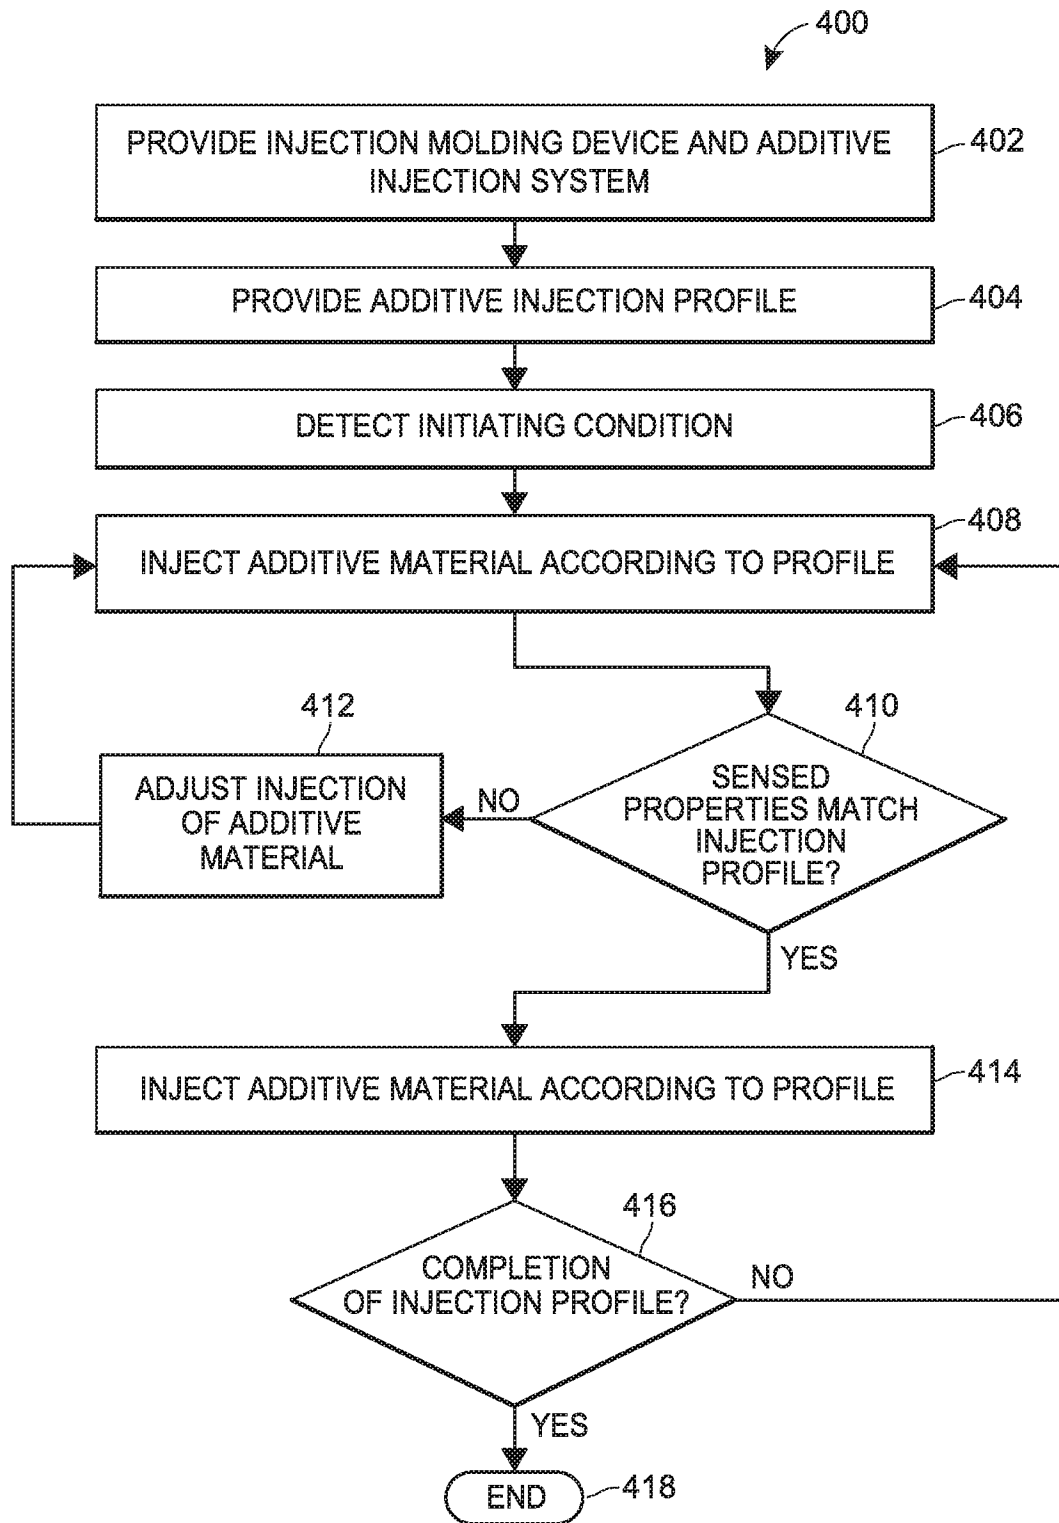 400
PROVIDE INJECTION MOLDING DEVICE AND ADDITIVE
INJECTION SYSTEM
402
PROVIDE ADDITIVE INJECTION PROFILE
404
DETECT INITIATING CONDITION
406
408
INJECT ADDITIVE MATERIAL ACCORDING TO PROFILE
412
410
ADJUST INJECTION
OF ADDITIVE
MATERIAL
NO
SENSED
PROPERTIES MATCH
INJECTION
PROFILE?
YES
INJECT ADDITIVE MATERIAL ACCORDING TO PROFILE
414
416
COMPLETION
OF INJECTION PROFILE?
NO
YES
END
418